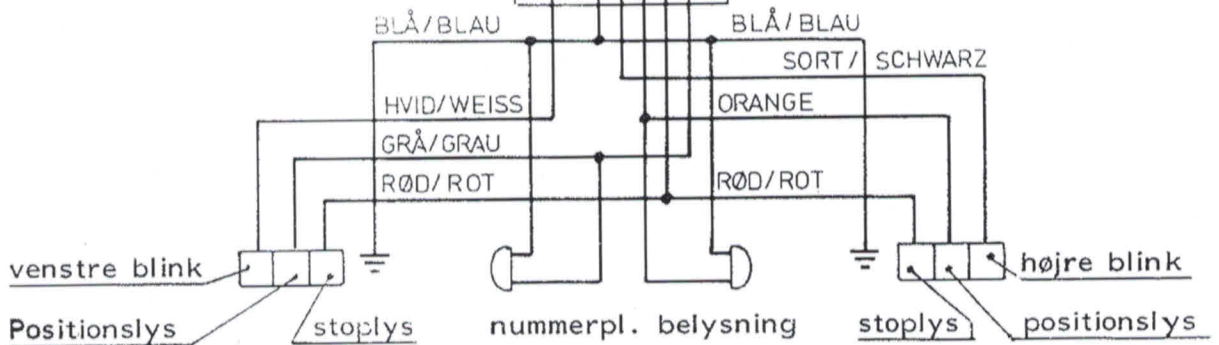 BLÅ/BLAU
BLÅ/BLAU
SORT/ SCHWARZ
HVID/WEISS
ORANGE
GRÅ/GRAU
RØD/ROT
RØD/ROT
venstre blink
højre blink
Positionslys
stoplys
nummerpl. belysning
stoplys
positionslys